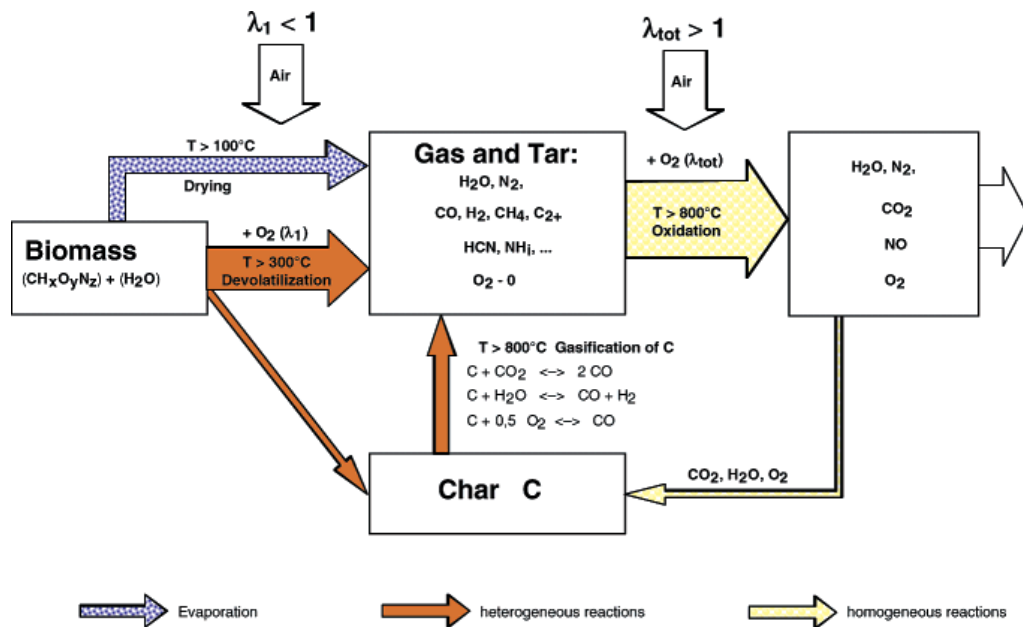 λ₁ < 1
λtot > 1
Air
Air
T > 100°C
Drying
Gas and Tar:
H₂O, N₂,
CO, H₂, CH₄, C₂₊
HCN, NHᵢ, ...
O₂ - 0
+ O₂ (λtot)
T > 800°C
Oxidation
H₂O, N₂,
CO₂
NO
O₂
Biomass
(CHxOyNz) + (H₂O)
+ O₂ (λ₁)
T > 300°C
Devolatilization
T > 800°C Gasification of C
C + CO₂ <–> 2 CO
C + H₂O <–> CO + H₂
C + 0,5 O₂ <–> CO
Char C
CO₂, H₂O, O₂
Evaporation
heterogeneous reactions
homogeneous reactions